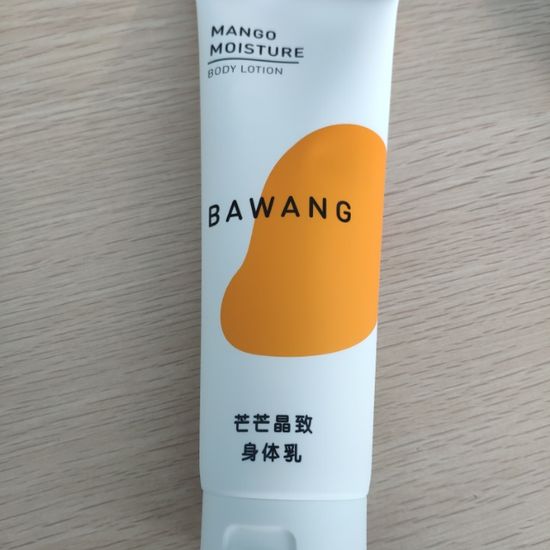 MANGO
MOISTURE
BODY LOTION
BAWANG
芒芒晶致
身体乳